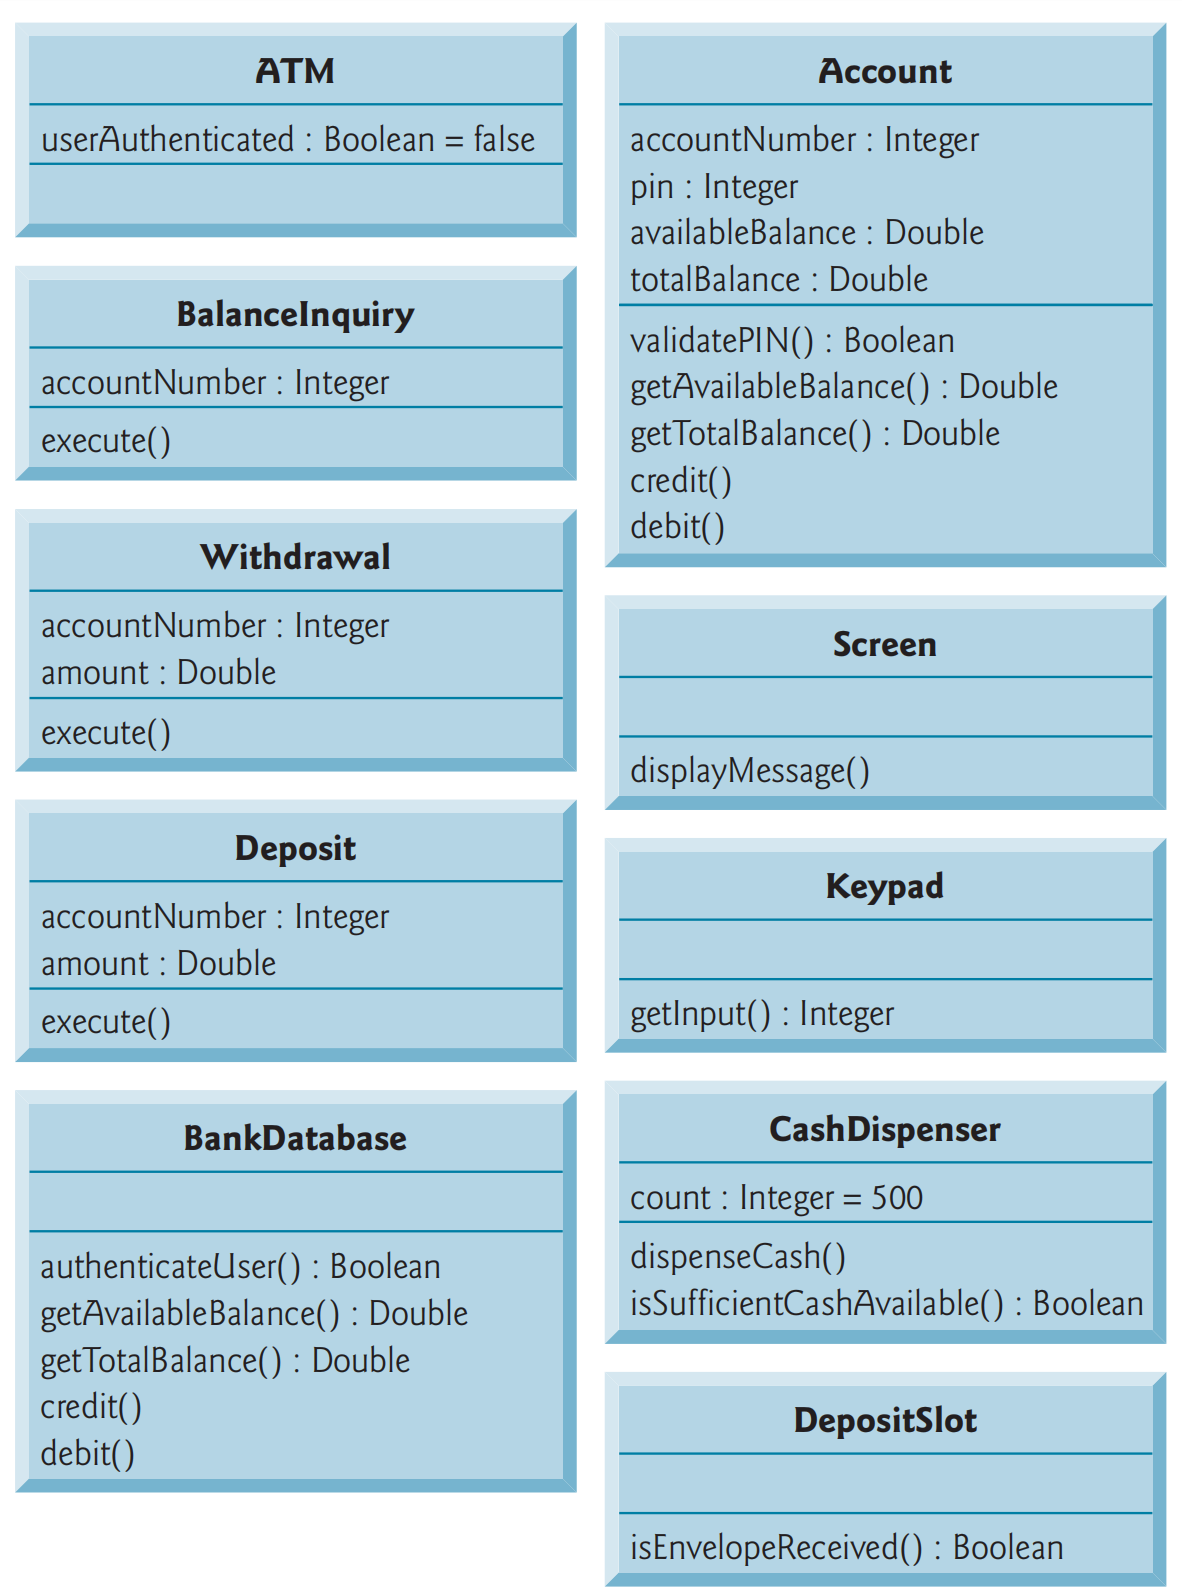 ATM
userAuthenticated : Boolean = false
BalanceInquiry
accountNumber : Integer
execute()
Withdrawal
accountNumber : Integer
amount : Double
execute()
Deposit
accountNumber : Integer
amount : Double
execute()
BankDatabase
authenticateUser() : Boolean
getAvailableBalance() : Double
getTotalBalance() : Double
credit()
debit()
Account
accountNumber : Integer
pin : Integer
availableBalance : Double
totalBalance : Double
validatePIN() : Boolean
getAvailableBalance() : Double
getTotalBalance() : Double
credit()
debit()
Screen
displayMessage()
Keypad
getInput() : Integer
CashDispenser
count : Integer = 500
dispenseCash()
isSufficientCashAvailable() : Boolean
DepositSlot
isEnvelopeReceived() : Boolean